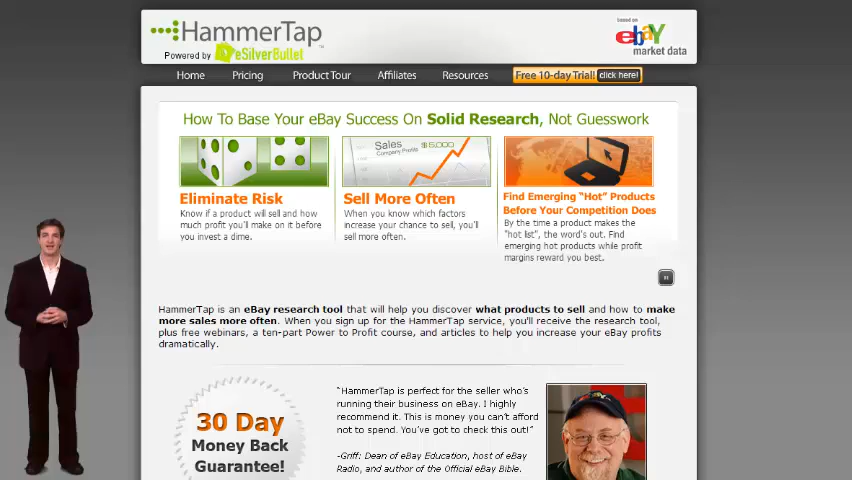 HammerTap
Powered by eSilverBullet
based on
ebay
market data
Home Pricing Product Tour Affiliates Resources Free 10-day Trial! click here!
How To Base Your eBay Success On Solid Research, Not Guesswork
Sales $6,000
Company Profits
Eliminate Risk
Know if a product will sell and how
much profit you'll make on it before
you invest a dime.
Sell More Often
When you know which factors
increase your chance to sell, you'll
sell more often.
Find Emerging "Hot" Products
Before Your Competition Does
By the time a product makes the
"hot list", the word's out. Find
emerging hot products while profit
margins reward you best.
HammerTap is an eBay research tool that will help you discover what products to sell and how to make
more sales more often. When you sign up for the HammerTap service, you'll receive the research tool,
plus free webinars, a ten-part Power to Profit course, and articles to help you increase your eBay profits
dramatically.
30 Day
Money Back
Guarantee!
"HammerTap is perfect for the seller who's
running their business on eBay. I highly
recommend it. This is money you can't afford
not to spend. You've got to check this out!"
-Griff: Dean of eBay Education, host of eBay
Radio, and author of the Official eBay Bible.